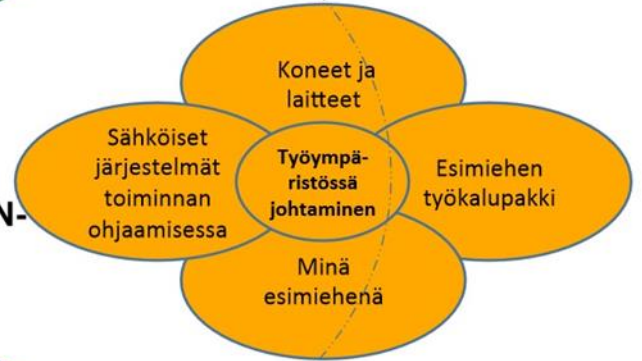 Koneet ja
laitteet
Sähköiset
järjestelmät
toiminnan
ohjaamisessa
Työympä-
ristössä
johtaminen
Esimiehen
työkalupakki
Minä
esimiehenä
N-